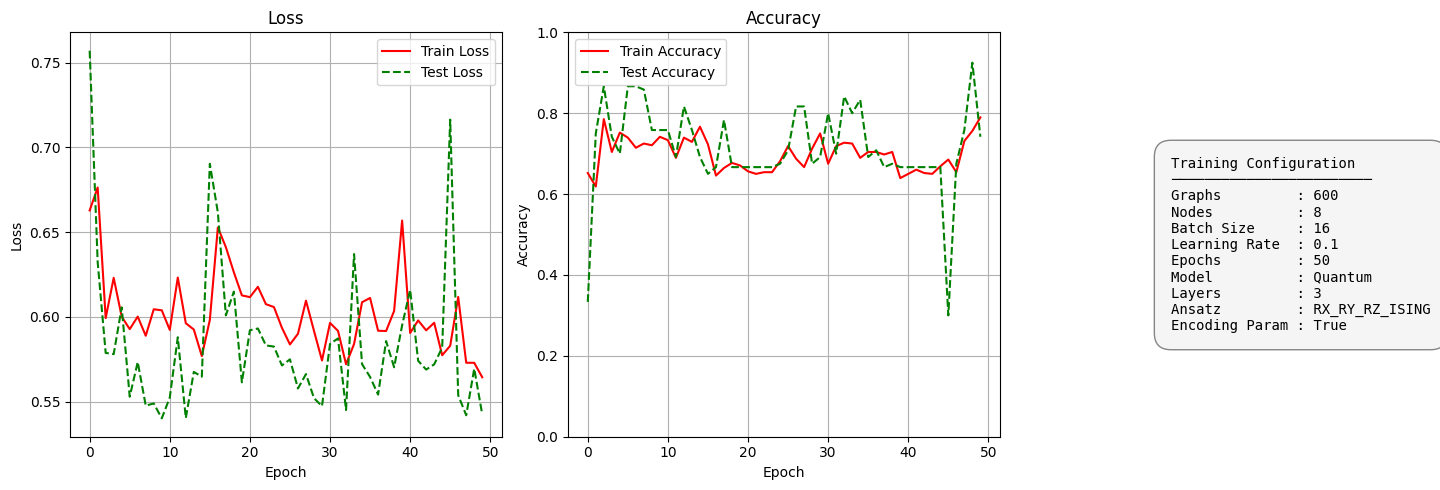 Loss
Train Loss
Test Loss
0.75
0.70
0.65
0.60
0.55
Loss
0
10
20
30
40
50
Epoch
Accuracy
Train Accuracy
Test Accuracy
1.0
0.8
0.6
0.4
0.2
0.0
Accuracy
0
10
20
30
40
50
Epoch
Training Configuration
Graphs : 600
Nodes : 8
Batch Size : 16
Learning Rate : 0.1
Epochs : 50
Model : Quantum
Layers : 3
Ansatz : RX_RY_RZ_ISING
Encoding Param : True